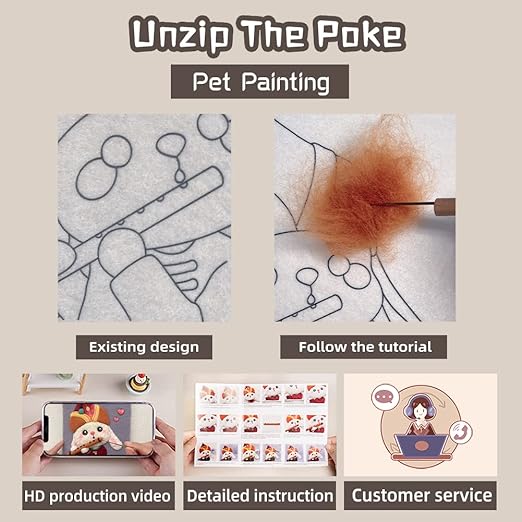 Unzip The Poke
Pet Painting
Existing design
Follow the tutorial
HD production video
Detailed instruction
Customer service